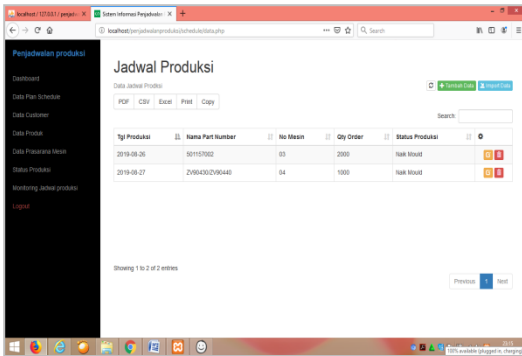 localhost / 127.0.0.1 / penjadw
Sistem Informasi Penjadwalan
localhost/penjadwalanproduksi/schedule/data.php
Search
Penjadwalan produksi
Dashboard
Data Plan Schedule
Data Customer
Data Produk
Data Prasarana Mesin
Status Produksi
Monitoring Jadwal produksi
Logout
Jadwal Produksi
Data Jadwal Prodksi
Tambah Data
Import Data
PDF CSV Excel Print Copy
Search:
Tgl Produksi Nama Part Number No Mesin Qty Order Status Produksi
2019-08-26 501157002 03 2000 Naik Mould
2019-08-27 ZV90430/ZV90440 04 1000 Naik Mould
Showing 1 to 2 of 2 entries
Previous 1 Next
100% available (plugged in, charging)